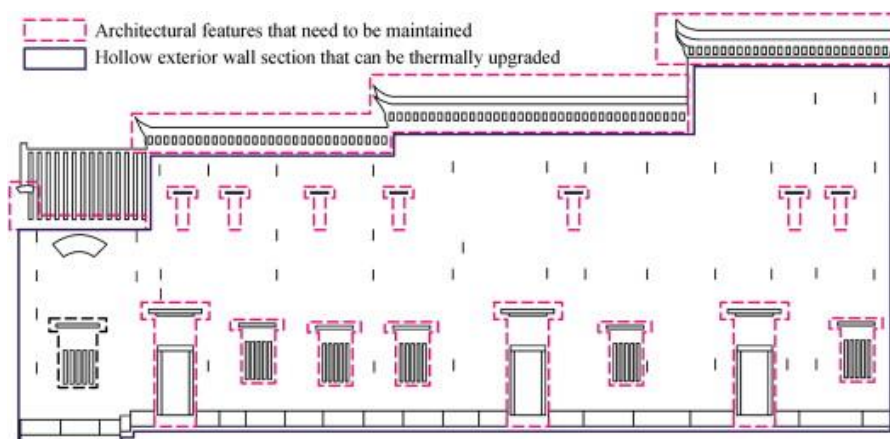 Architectural features that need to be maintained
Hollow exterior wall section that can be thermally upgraded